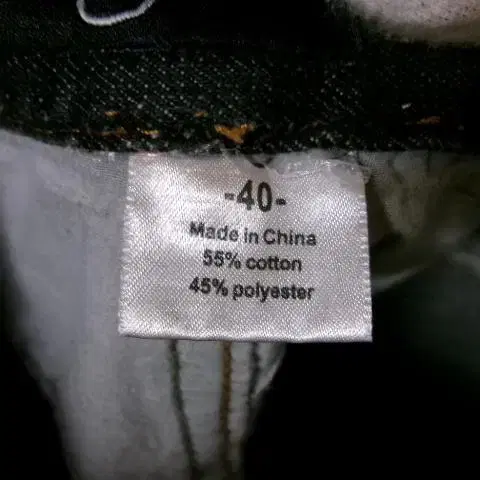 -40-
Made in China
55% cotton
45% polyester